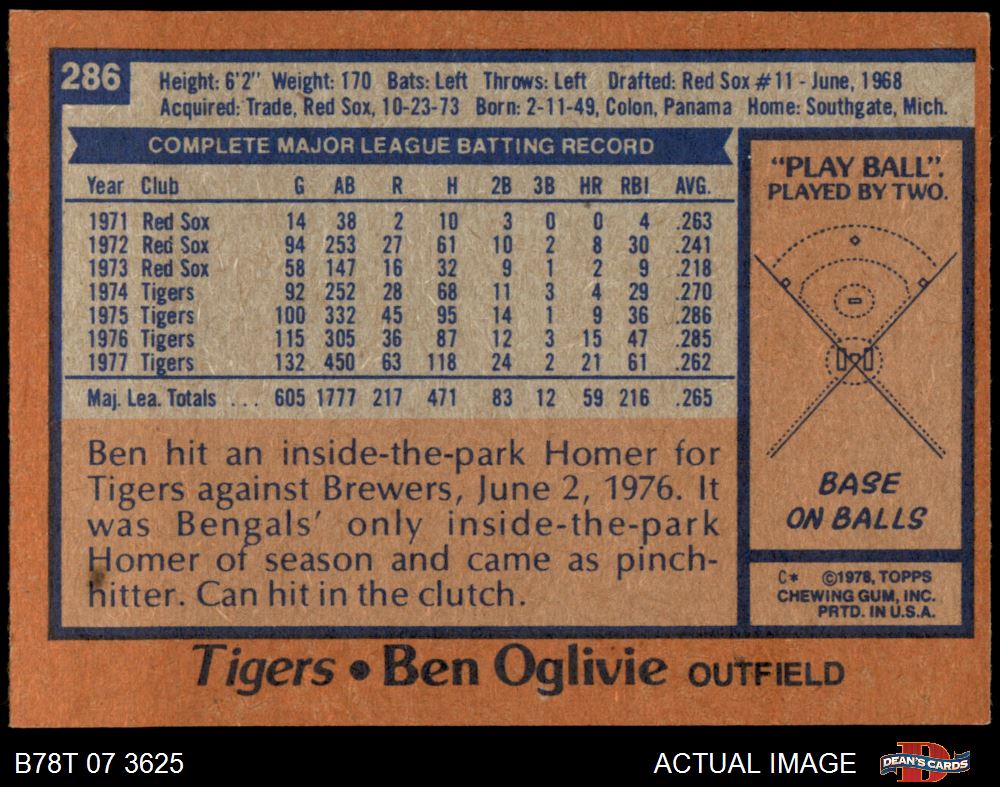 286
Height: 6'2" Weight: 170 Bats: Left Throws: Left Drafted: Red Sox #11 - June, 1968
Acquired: Trade, Red Sox, 10-23-73 Born: 2-11-49, Colon, Panama Home: Southgate, Mich.
COMPLETE MAJOR LEAGUE BATTING RECORD
Year Club G AB R H 2B 3B HR RBI AVG.
1971 Red Sox 14 38 2 10 3 0 0 4 .263
1972 Red Sox 94 253 27 61 10 2 8 30 .241
1973 Red Sox 58 147 16 32 9 1 2 9 .218
1974 Tigers 92 252 28 68 11 3 4 29 .270
1975 Tigers 100 332 45 95 14 1 9 36 .286
1976 Tigers 115 305 36 87 12 3 15 47 .285
1977 Tigers 132 450 63 118 24 2 21 61 .262
Maj. Lea. Totals ... 605 1777 217 471 83 12 59 216 .265
Ben hit an inside-the-park Homer for
Tigers against Brewers, June 2, 1976. It
was Bengals' only inside-the-park
Homer of season and came as pinch-
hitter. Can hit in the clutch.
"PLAY BALL".
PLAYED BY TWO.
BASE
ON BALLS
C* ©1978, TOPPS
CHEWING GUM, INC.
PRTD. IN U.S.A.
Tigers • Ben Oglivie OUTFIELD
B78T 07 3625
ACTUAL IMAGE
DEAN'S CARDS